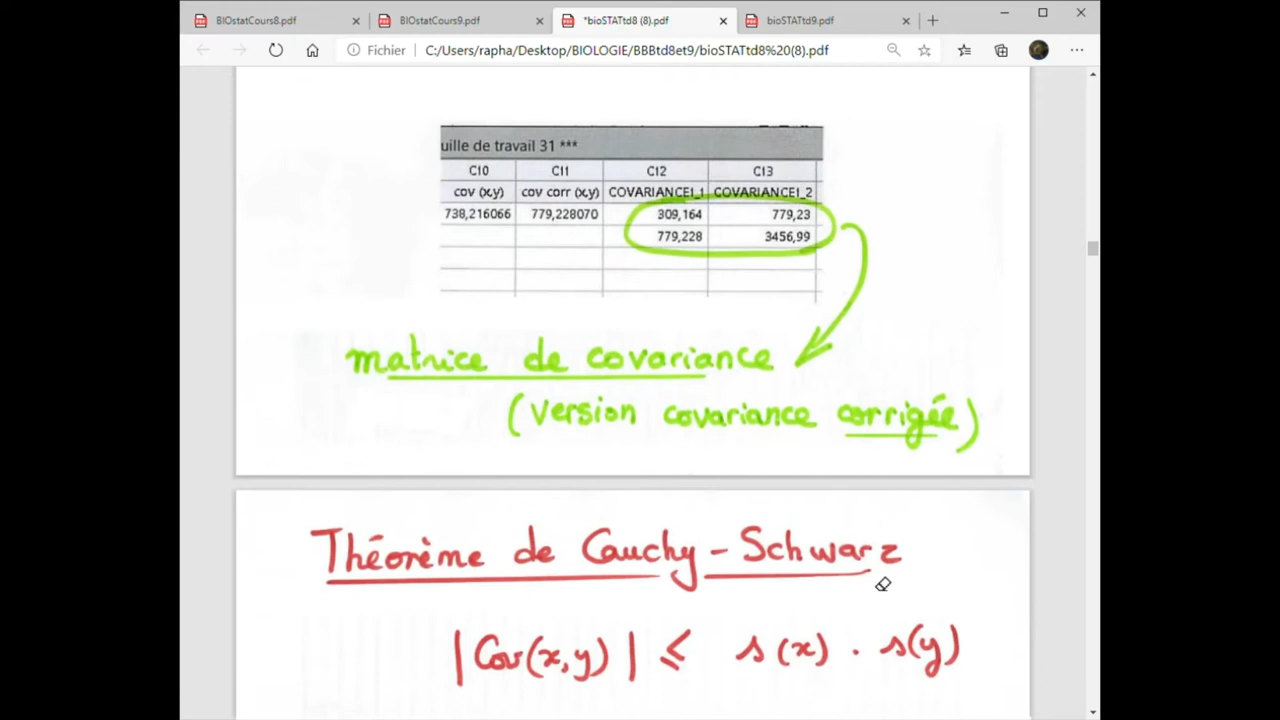 BIOstatCours8.pdf
BIOstatCours9.pdf
*bioSTATtd8 (8).pdf
bioSTATtd9.pdf
Fichier
C:/Users/rapha/Desktop/BIOLOGIE/BBBtd8et9/bioSTATtd8%20(8).pdf
uille de travail 31 ***
C10 C11 C12 C13
cov (x,y) cov corr (x,y) COVARIANCE1_1 COVARIANCE1_2
738,216066 779,228070 309,164 779,23
779,228 3456,99
matrice de covariance
(version covariance corrigée)
Théorème de Cauchy-Schwarz
|Cov(x,y)| ≤ s(x) . s(y)